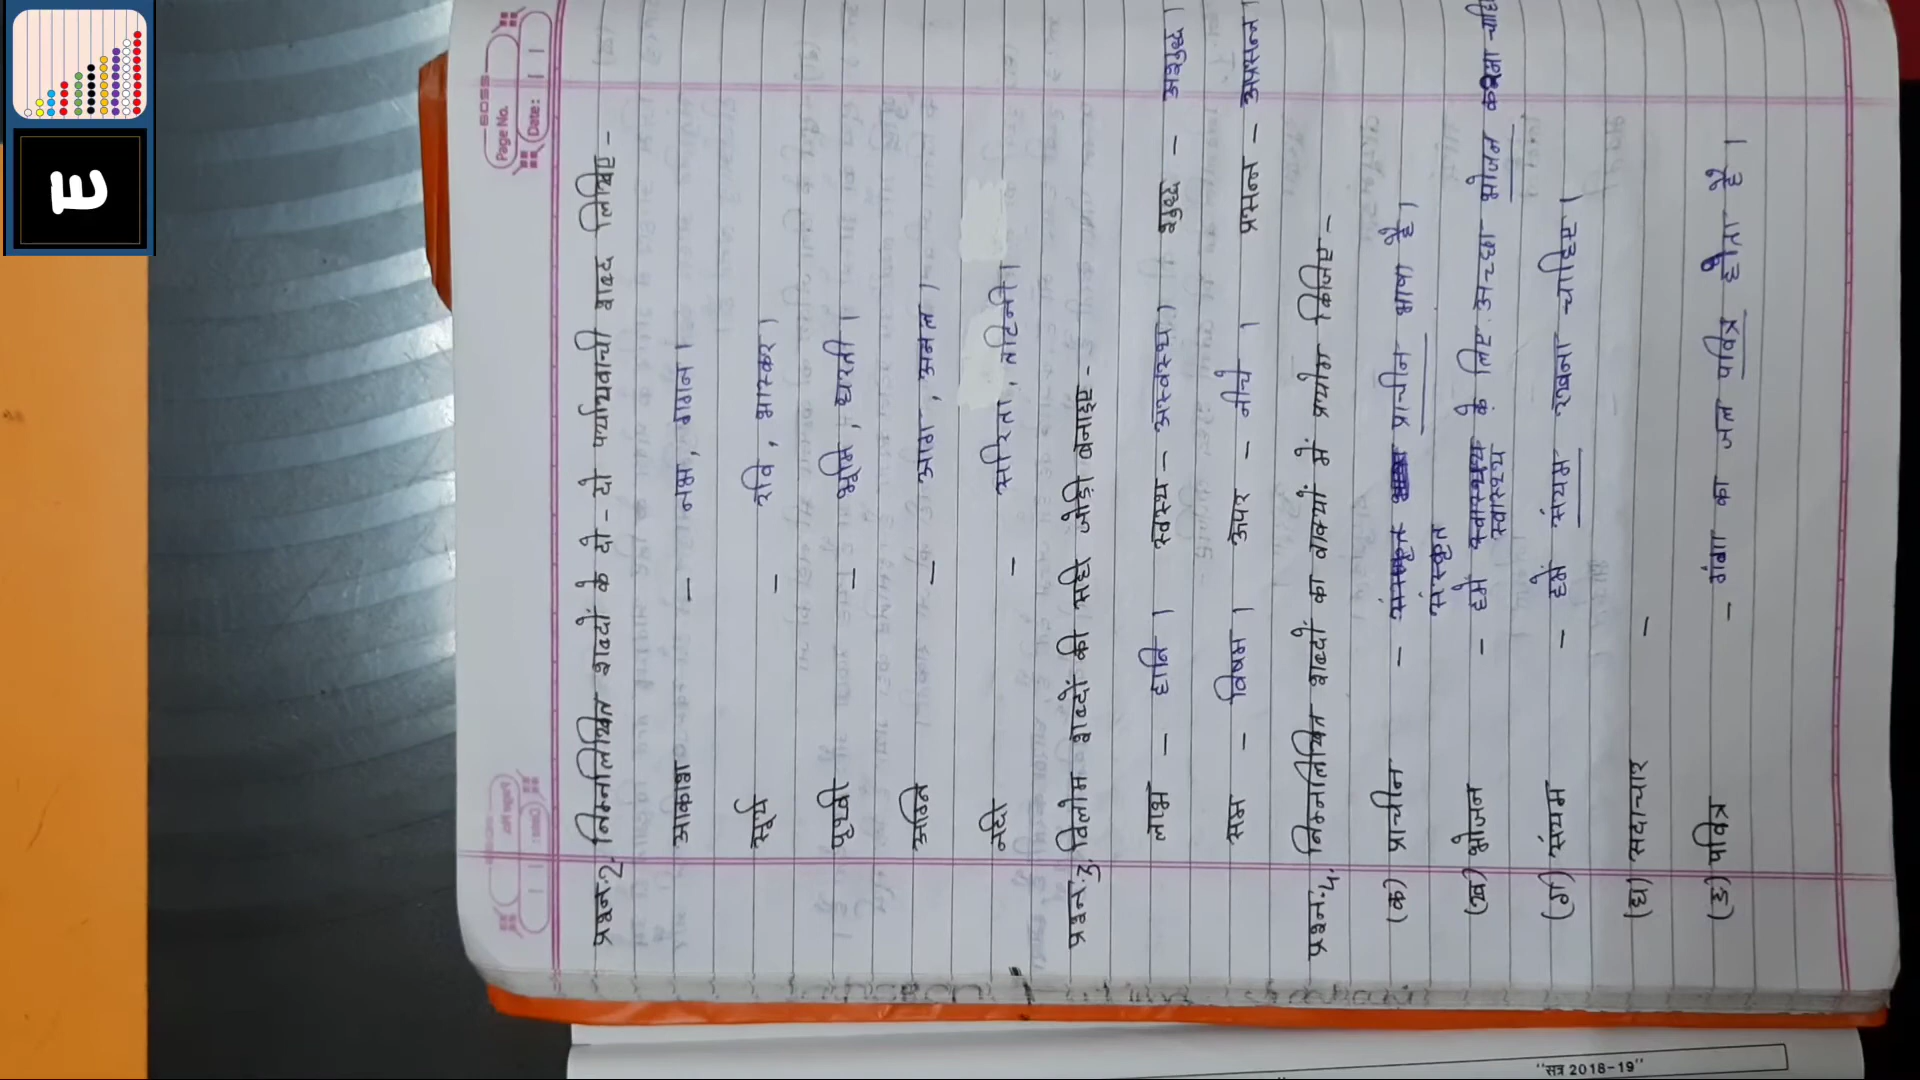 E
BOSS
Page No.
Date:
प्रश्न.2. निम्नलिखित शब्दों के दो - दो पर्यायवाची शब्द लिखिए -
आकाश - नभ, गगन।
सूर्य - रवि, भास्कर।
पृथ्वी - भूमि, धरती।
अग्नि - आग, अनल।
नदी - सरिता, तटिनी।
प्रश्न.3. विलोम शब्दों की सही जोड़ी बनाइए -
लाभ - हानि। स्वस्थ - अस्वस्थ। शुध्द - अशुध्द।
सम - विषम। ऊपर - नीचे। प्रसन्न - अप्रसन्न।
प्रश्न.4. निम्नलिखित शब्दों का वाक्यों में प्रयोग किजिए -
(क) प्राचीन - संस्कृत प्राचीन भाषा है।
(ख) भोजन - हमें स्वास्थ्य के लिए अच्छा भोजन करना चाहि
स्वास्थ्य
(ग) संयम - हमें संयम रखना चाहिए।
(घ) सदाचार -
(ङ) पवित्र - गंगा का जल पवित्र होता है।
"सत्र 2018-19"